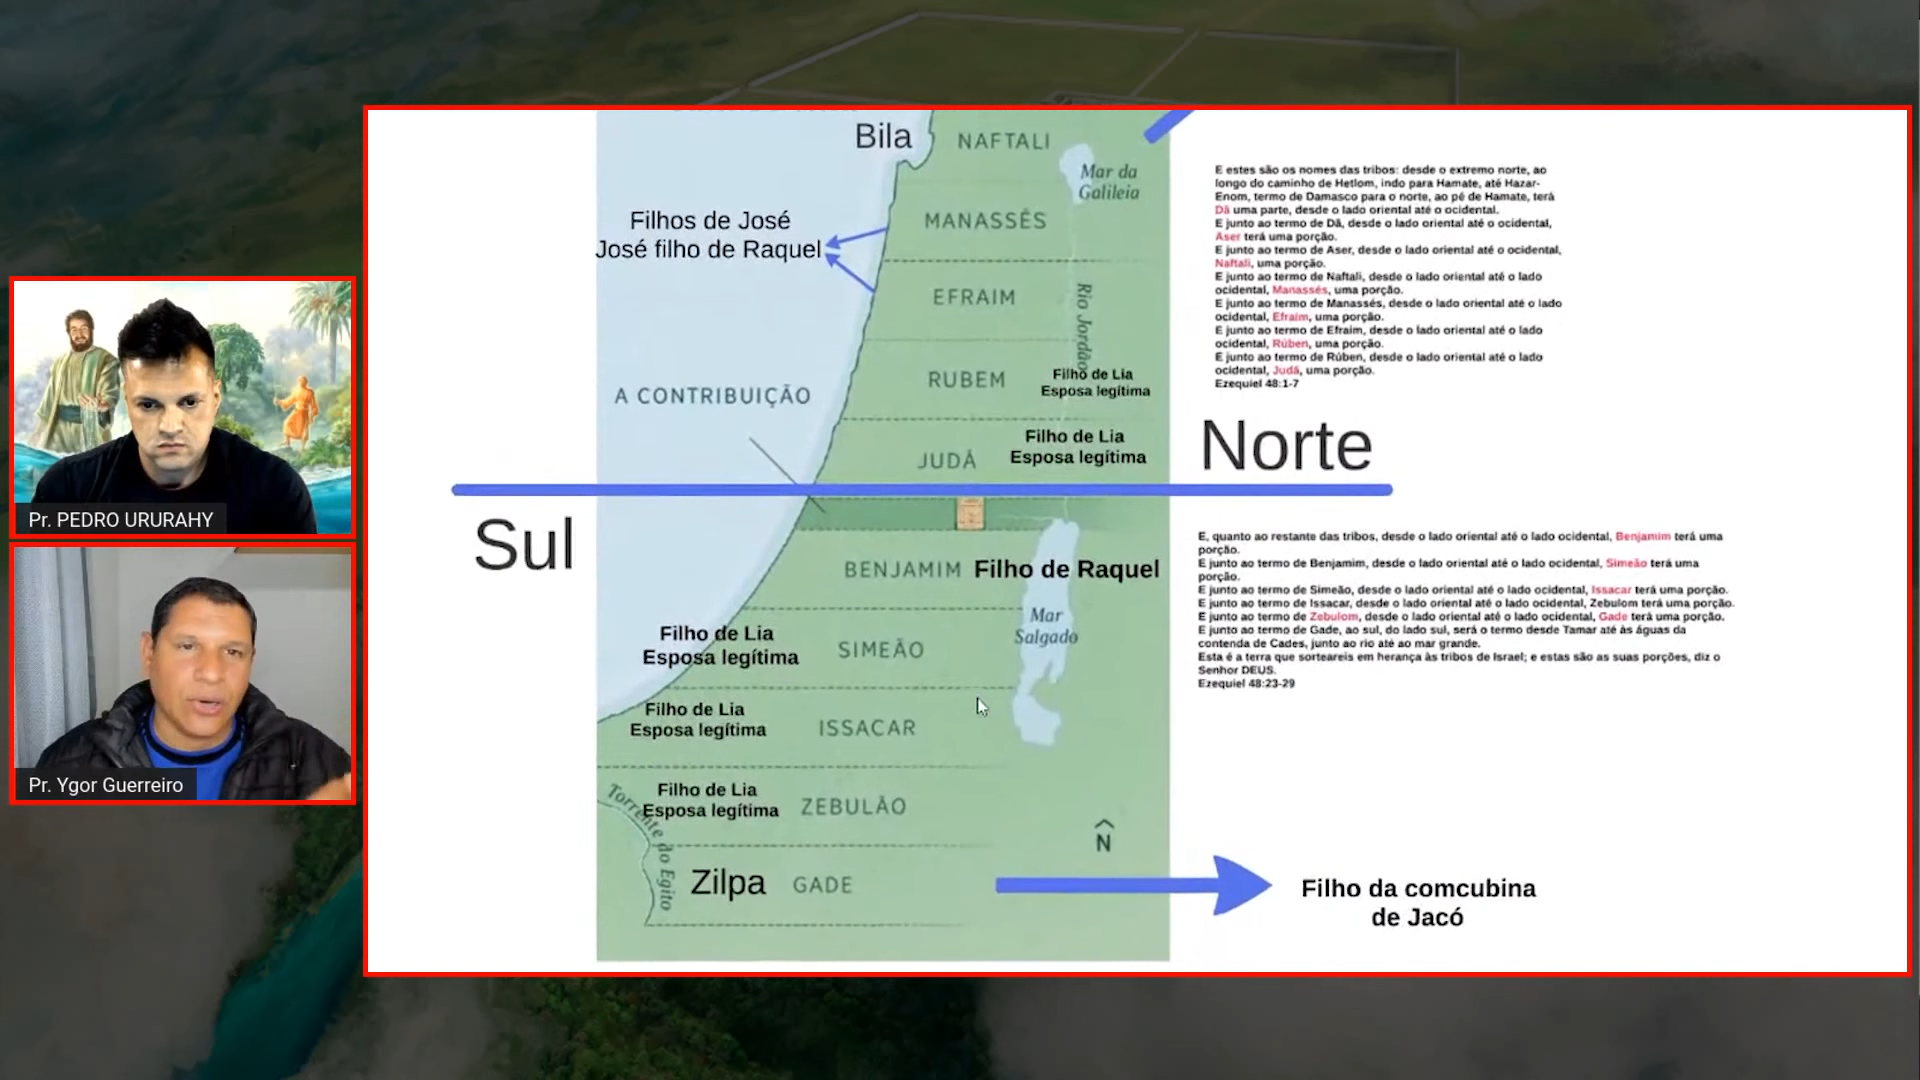 Bila
NAFTALI
Mar da
Galileia
Filhos de José
José filho de Raquel
MANASSÉS
EFRAIM
Rio Jordão
A CONTRIBUIÇÃO
RUBEM
Filho de Lia
Esposa legítima
JUDÁ
Filho de Lia
Esposa legítima
E estes são os nomes das tribos: desde o extremo norte, ao
longo do caminho de Hetlom, indo para Hamate, até Hazar-
Enom, termo de Damasco para o norte, ao pé de Hamate, terá
Dã uma parte, desde o lado oriental até o ocidental.
E junto ao termo de Dã, desde o lado oriental até o ocidental,
Aser terá uma porção.
E junto ao termo de Aser, desde o lado oriental até o ocidental,
Naftali, uma porção.
E junto ao termo de Naftali, desde o lado oriental até o lado
ocidental, Manassés, uma porção.
E junto ao termo de Manassés, desde o lado oriental até o lado
ocidental, Efraim, uma porção.
E junto ao termo de Efraim, desde o lado oriental até o lado
ocidental, Rúben, uma porção.
E junto ao termo de Rúben, desde o lado oriental até o lado
ocidental, Judá, uma porção.
Ezequiel 48:1-7
Norte
Sul
BENJAMIM Filho de Raquel
Mar
Salgado
Filho de Lia
Esposa legítima
SIMEÃO
Filho de Lia
Esposa legítima
ISSACAR
Filho de Lia
Esposa legítima
ZEBULÃO
Torrente do Egito
Zilpa
GADE
N
E, quanto ao restante das tribos, desde o lado oriental até o lado ocidental, Benjamim terá uma
porção.
E junto ao termo de Benjamim, desde o lado oriental até o lado ocidental, Simeão terá uma
porção.
E junto ao termo de Simeão, desde o lado oriental até o lado ocidental, Issacar terá uma porção.
E junto ao termo de Issacar, desde o lado oriental até o lado ocidental, Zebulom terá uma porção.
E junto ao termo de Zebulom, desde o lado oriental até o lado ocidental, Gade terá uma porção.
E junto ao termo de Gade, ao sul, do lado sul, será o termo desde Tamar até às águas da
contenda de Cades, junto ao rio até ao mar grande.
Esta é a terra que sorteareis em herança às tribos de Israel; e estas são as suas porções, diz o
Senhor DEUS.
Ezequiel 48:23-29
Filho da comcubina
de Jacó
Pr. PEDRO URURAHY
Pr. Ygor Guerreiro